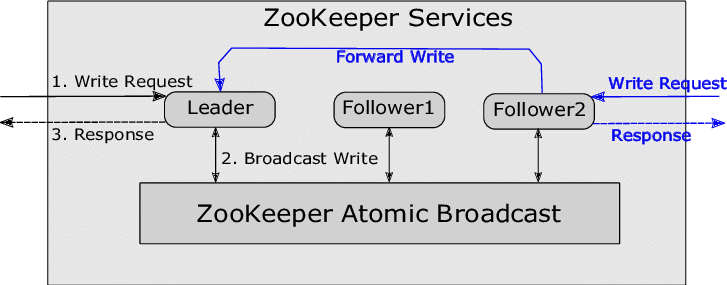 ZooKeeper Services
Forward Write
1. Write Request
Write Request
Leader
Follower1
Follower2
3. Response
Response
2. Broadcast Write
ZooKeeper Atomic Broadcast